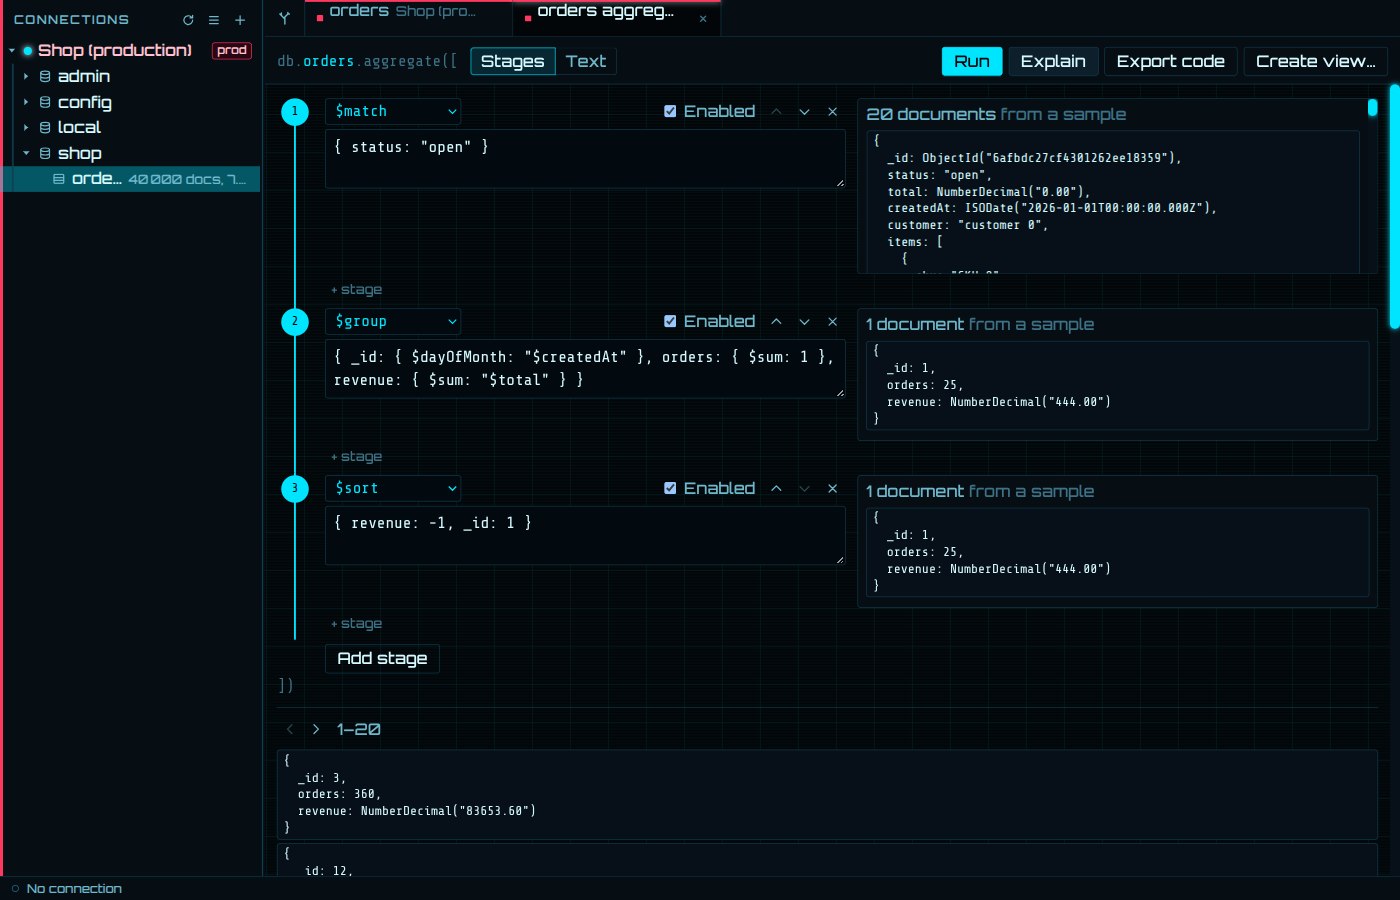 CONNECTIONS
Shop (production) prod
admin
config
local
shop
orde... 40 000 docs, 7....
orders Shop (pro...
orders aggreg... ×
db.orders.aggregate([ Stages Text Run Explain Export code Create view...
1 $match Enabled
{ status: "open" }
20 documents from a sample
{
_id: ObjectId("6afbdc27cf4301262ee18359"),
status: "open",
total: NumberDecimal("0.00"),
createdAt: ISODate("2026-01-01T00:00:00.000Z"),
customer: "customer 0",
items: [
{
+ stage
2 $group Enabled
{ _id: { $dayOfMonth: "$createdAt" }, orders: { $sum: 1 },
revenue: { $sum: "$total" } }
1 document from a sample
{
_id: 1,
orders: 25,
revenue: NumberDecimal("444.00")
}
+ stage
3 $sort Enabled
{ revenue: -1, _id: 1 }
1 document from a sample
{
_id: 1,
orders: 25,
revenue: NumberDecimal("444.00")
}
+ stage
Add stage
])
1–20
{
_id: 3,
orders: 360,
revenue: NumberDecimal("83653.60")
}
{
_id: 12,
No connection